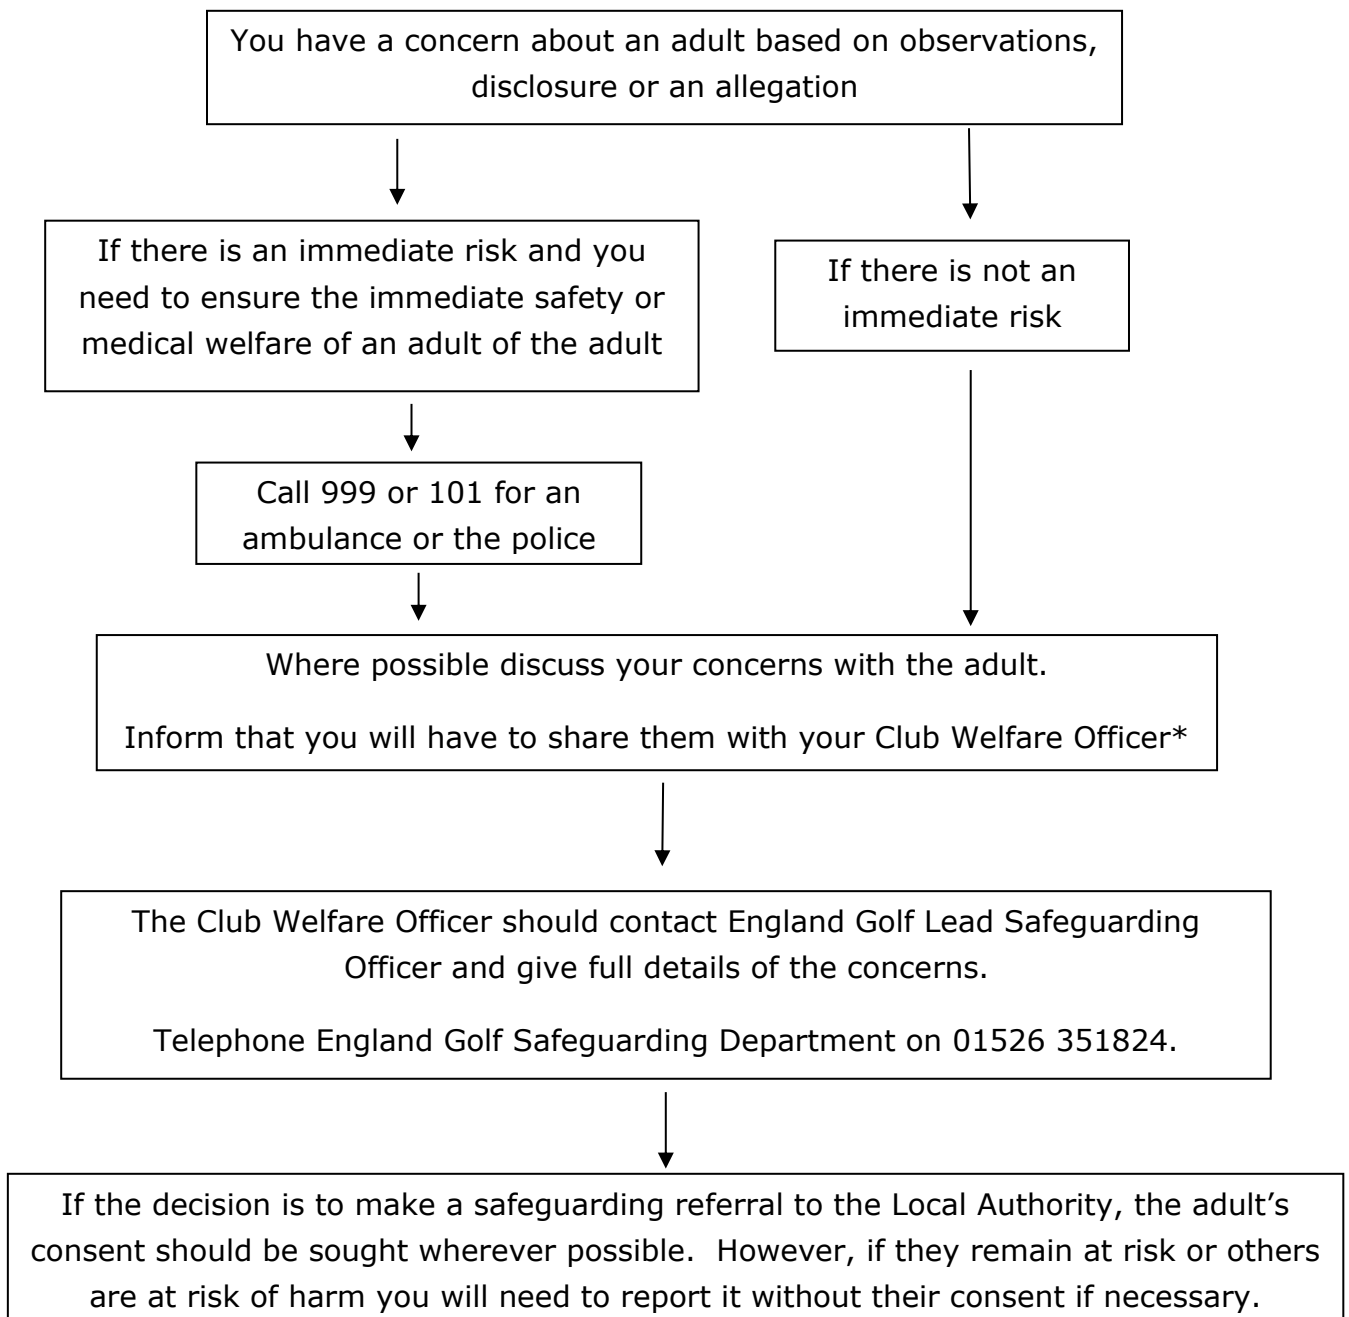 You have a concern about an adult based on observations,
disclosure or an allegation
If there is an immediate risk and you
need to ensure the immediate safety or
medical welfare of an adult of the adult
If there is not an
immediate risk
Call 999 or 101 for an
ambulance or the police
Where possible discuss your concerns with the adult.
Inform that you will have to share them with your Club Welfare Officer*
The Club Welfare Officer should contact England Golf Lead Safeguarding
Officer and give full details of the concerns.
Telephone England Golf Safeguarding Department on 01526 351824.
If the decision is to make a safeguarding referral to the Local Authority, the adult’s
consent should be sought wherever possible.  However, if they remain at risk or others
are at risk of harm you will need to report it without their consent if necessary.